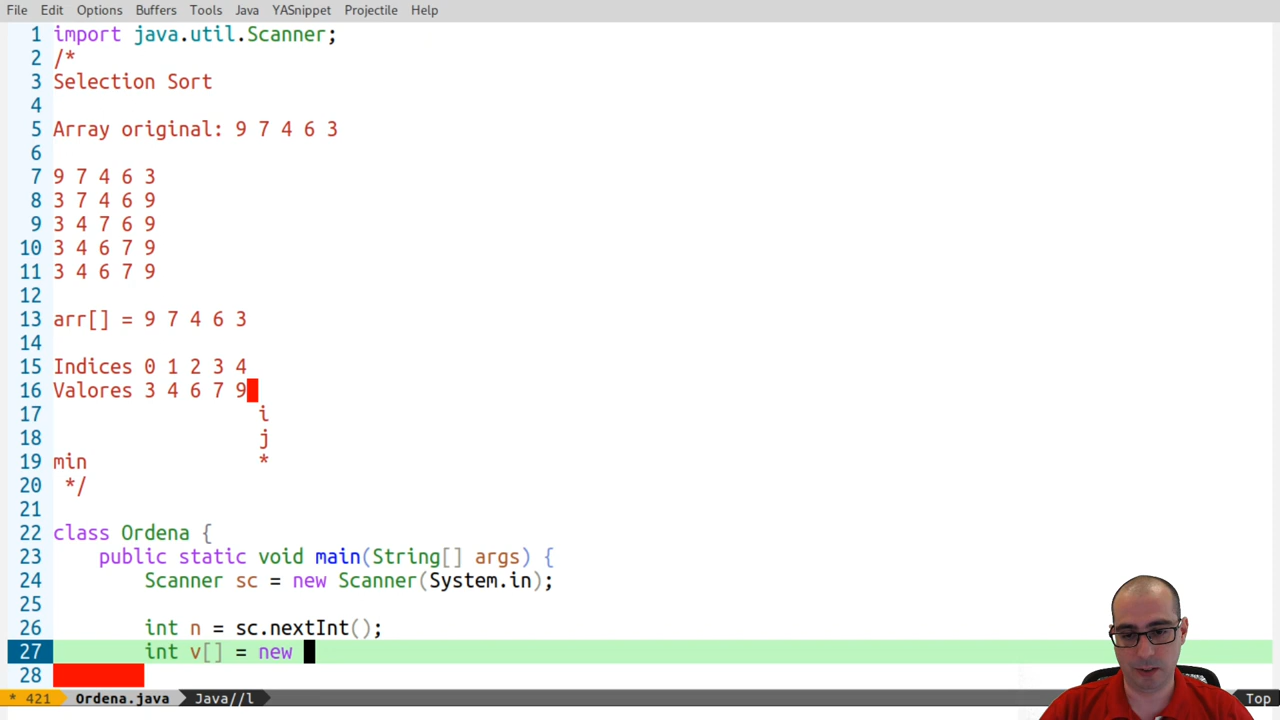 File Edit Options Buffers Tools Java YASnippet Projectile Help
1 import java.util.Scanner;
2 /*
3 Selection Sort
4
5 Array original: 9 7 4 6 3
6
7 9 7 4 6 3
8 3 7 4 6 9
9 3 4 7 6 9
10 3 4 6 7 9
11 3 4 6 7 9
12
13 arr[] = 9 7 4 6 3
14
15 Indices 0 1 2 3 4
16 Valores 3 4 6 7 9
17 i
18 j
19 min *
20 */
21
22 class Ordena {
23 public static void main(String[] args) {
24 Scanner sc = new Scanner(System.in);
25
26 int n = sc.nextInt();
27 int v[] = new
28
* 421 Ordena.java Java//l Top